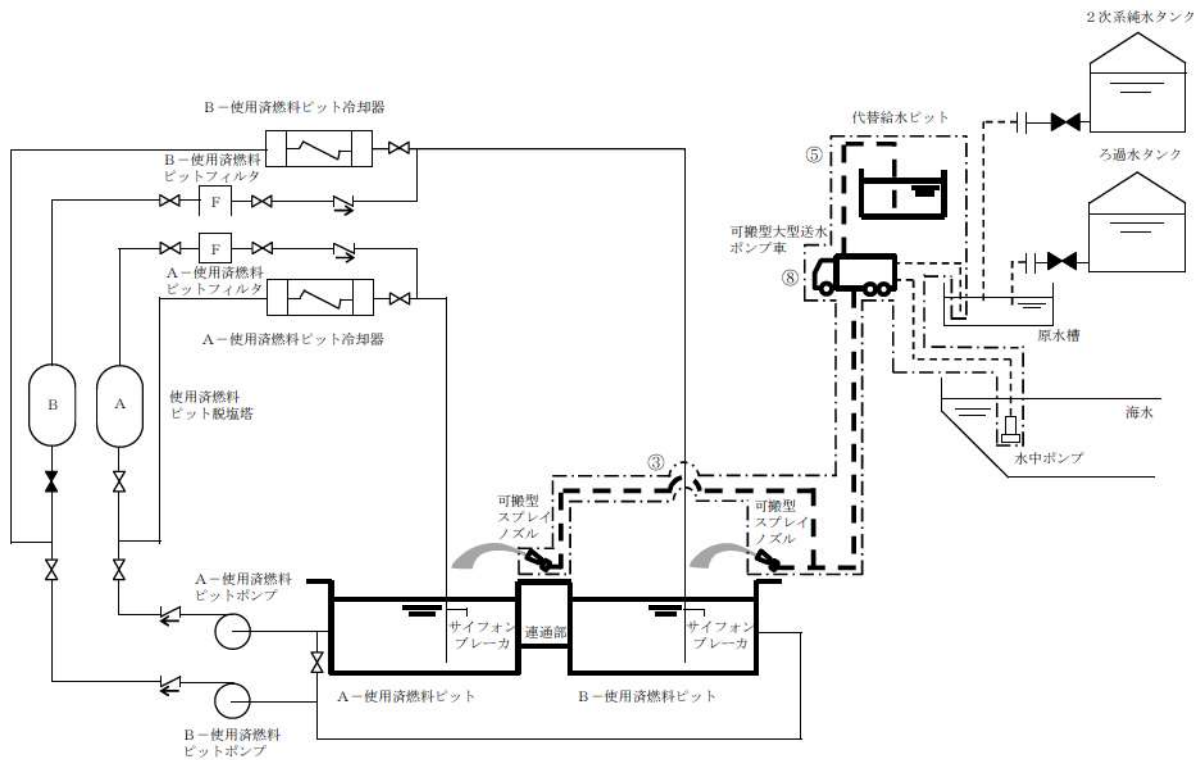 ２次系純水タンク
Ｂ－使用済燃料ピット冷却器
代替給水ピット
⑤
Ｂ－使用済燃料
ピットフィルタ
F
ろ過水タンク
可搬型大型送水
ポンプ車
F
⑧
Ａ－使用済燃料
ピットフィルタ
原水槽
Ａ－使用済燃料ピット冷却器
B
A
使用済燃料
ピット脱塩塔
海水
水中ポンプ
③
可搬型
スプレイ
ノズル
可搬型
スプレイ
ノズル
Ａ－使用済燃料
ピットポンプ
サイフォン
ブレーカ
連通部
サイフォン
ブレーカ
Ａ－使用済燃料ピット
Ｂ－使用済燃料ピット
Ｂ－使用済燃料
ピットポンプ